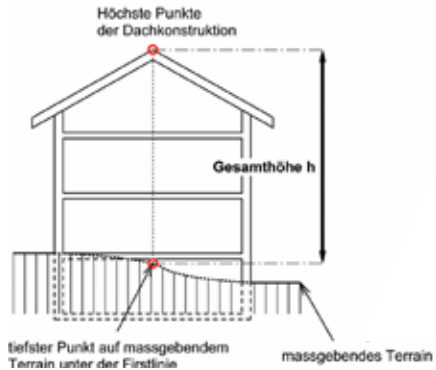 Höchste Punkte
der Dachkonstruktion
Gesamthöhe h
tiefster Punkt auf massgebendem
Terrain unter der Firstlinie
massgebendes Terrain